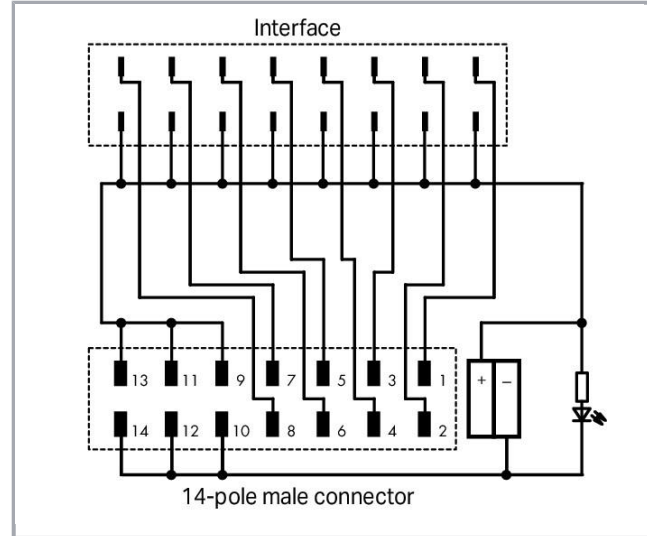 Interface
13 11 9 7 5 3 1
+ −
14 12 10 8 6 4 2
14-pole male connector